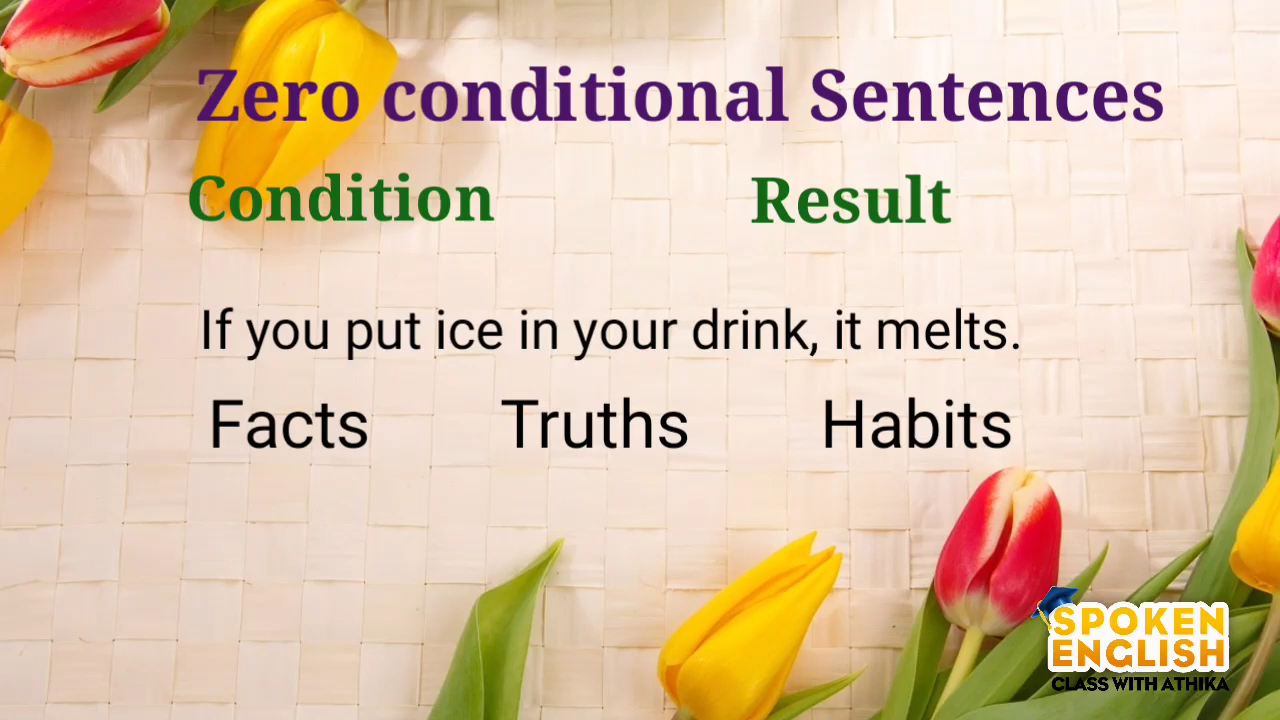 Zero conditional Sentences
Condition Result
If you put ice in your drink, it melts.
Facts Truths Habits
SPOKEN
ENGLISH
CLASS WITH ATHIKA